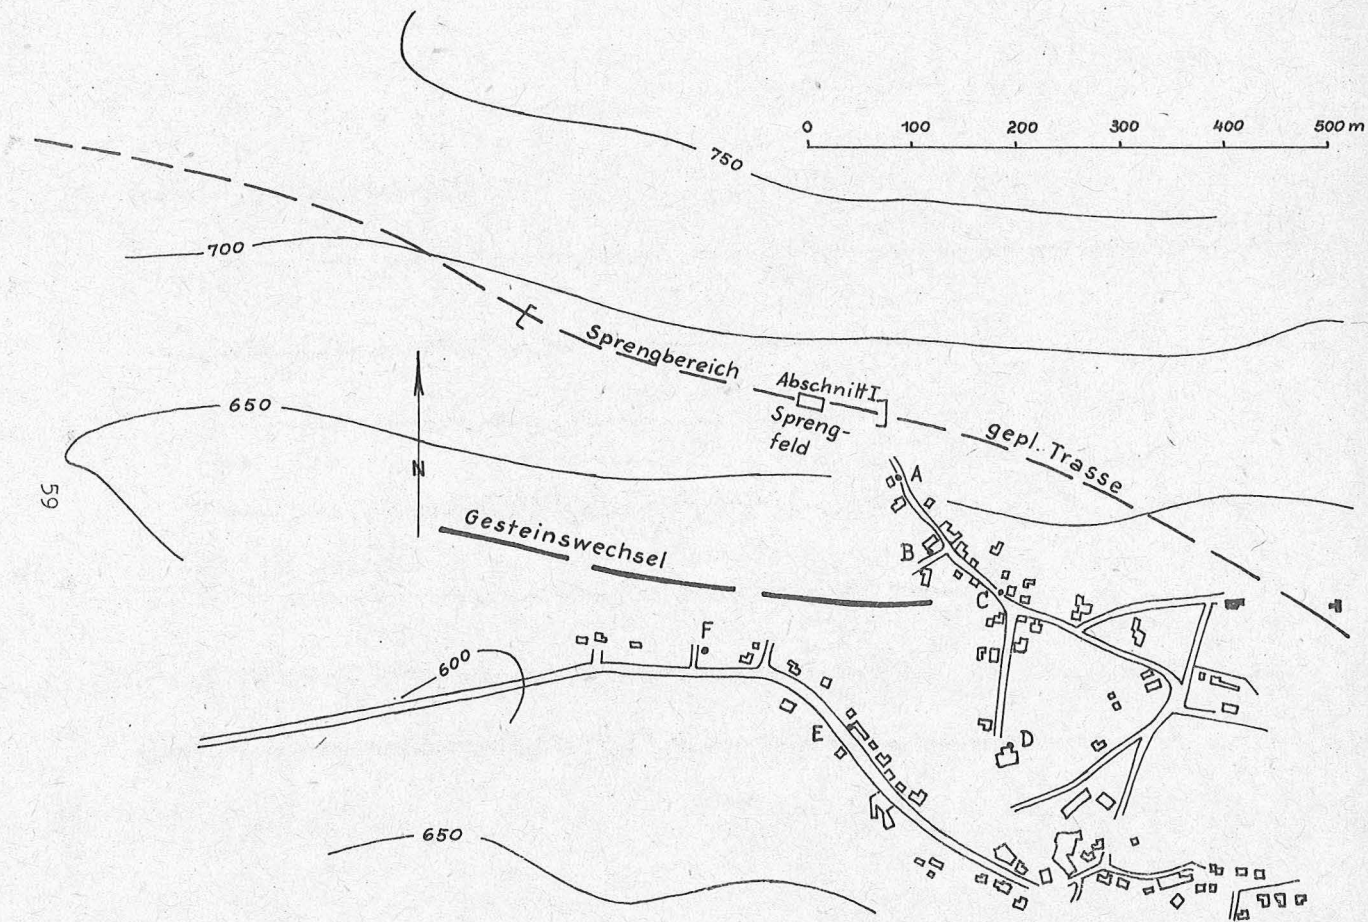 0 100 200 300 400 500 m
750
700
Sprengbereich
Abschnitt I
Spreng-
feld
gepl. Trasse
650
N
59
A
Gesteinswechsel
B
C
F
600
E
D
650